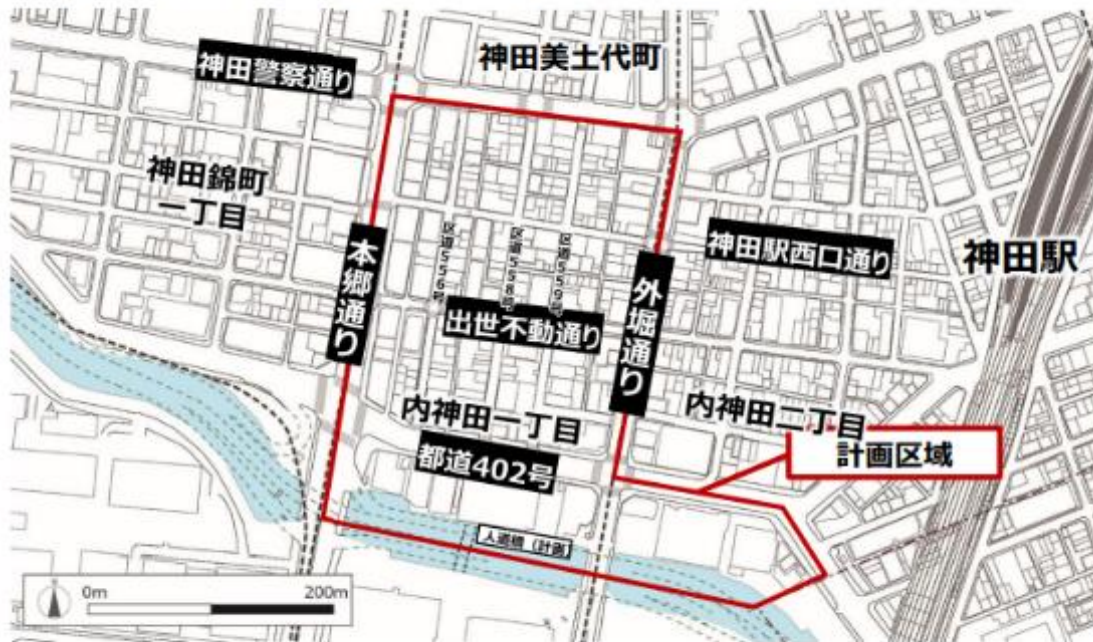 神田警察通り
神田美土代町
神田錦町
一丁目
本郷通り
区道556号
区道558号
区道559号
出世不動通り
外堀通り
神田駅西口通り
神田駅
内神田一丁目
内神田二丁目
計画区域
都道402号
人道橋（計画）
0m
200m